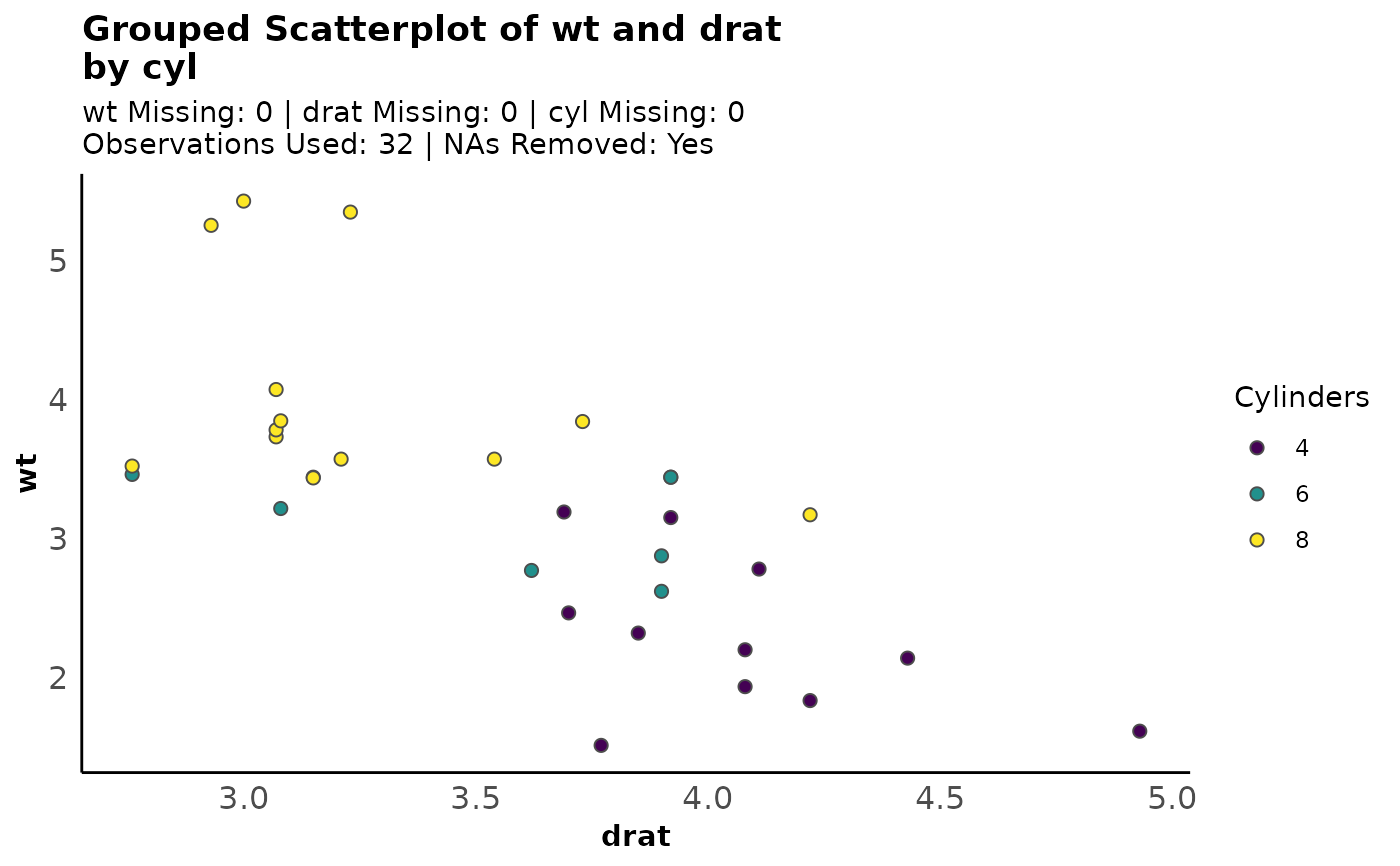 Grouped Scatterplot of wt and drat
by cyl
wt Missing: 0 | drat Missing: 0 | cyl Missing: 0
Observations Used: 32 | NAs Removed: Yes
5
4
3
2
wt
3.0
3.5
4.0
4.5
5.0
drat
Cylinders
4
6
8